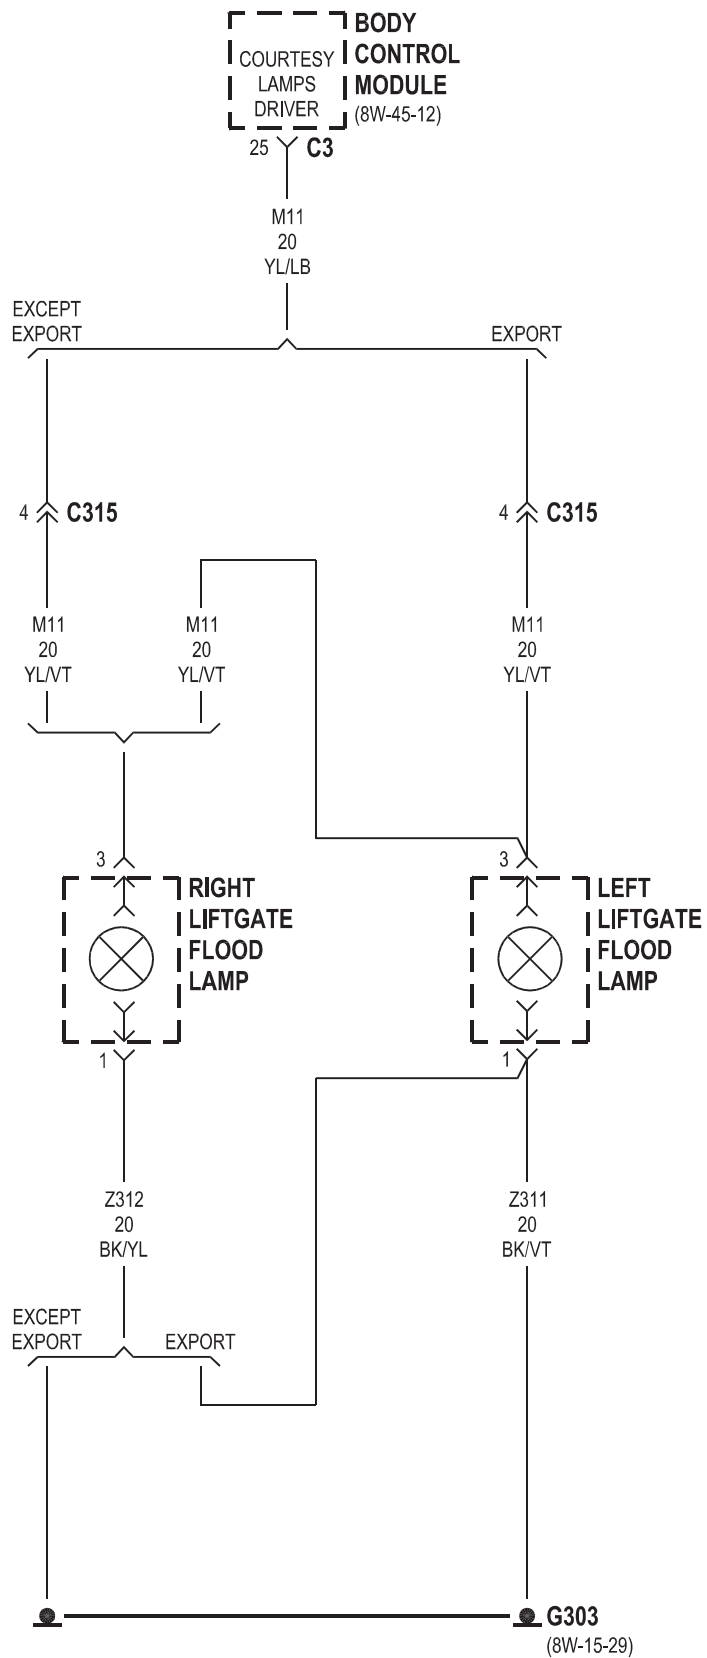 BODY
CONTROL
MODULE
(8W-45-12)
COURTESY
LAMPS
DRIVER
25
C3
M11
20
YL/LB
EXCEPT
EXPORT
EXPORT
4
C315
4
C315
M11
20
YL/VT
M11
20
YL/VT
M11
20
YL/VT
3
RIGHT
LIFTGATE
FLOOD
LAMP
1
3
LEFT
LIFTGATE
FLOOD
LAMP
1
Z312
20
BK/YL
Z311
20
BK/VT
EXCEPT
EXPORT
EXPORT
G303
(8W-15-29)